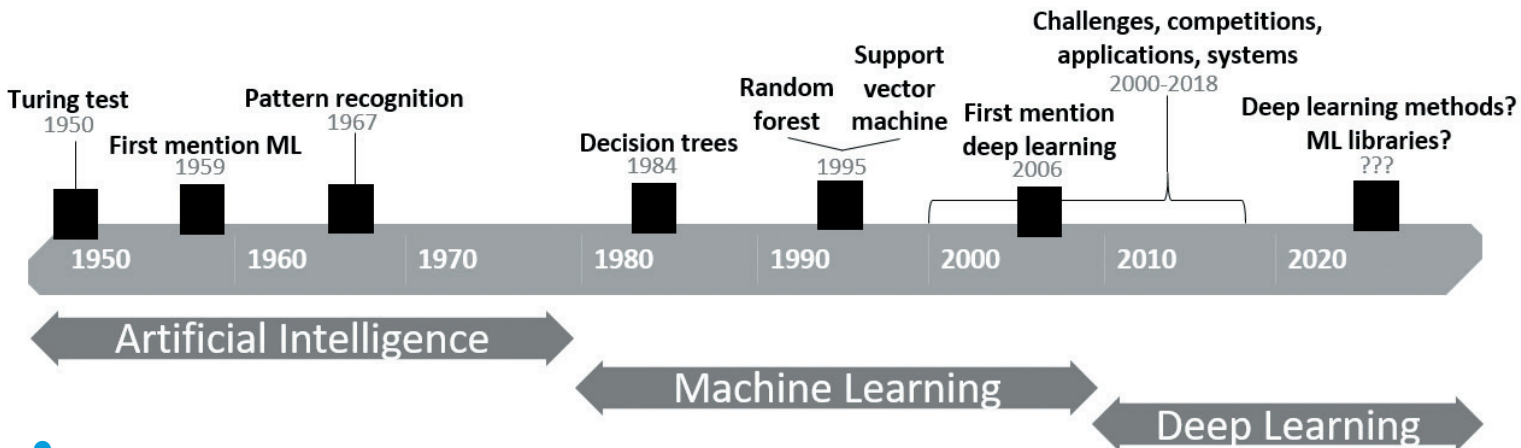 Turing test
1950
First mention ML
1959
Pattern recognition
1967
Decision trees
1984
Random
forest
Support
vector
machine
1995
First mention
deep learning
2006
Challenges, competitions,
applications, systems
2000-2018
Deep learning methods?
ML libraries?
???
1950 1960 1970 1980 1990 2000 2010 2020
Artificial Intelligence
Machine Learning
Deep Learning